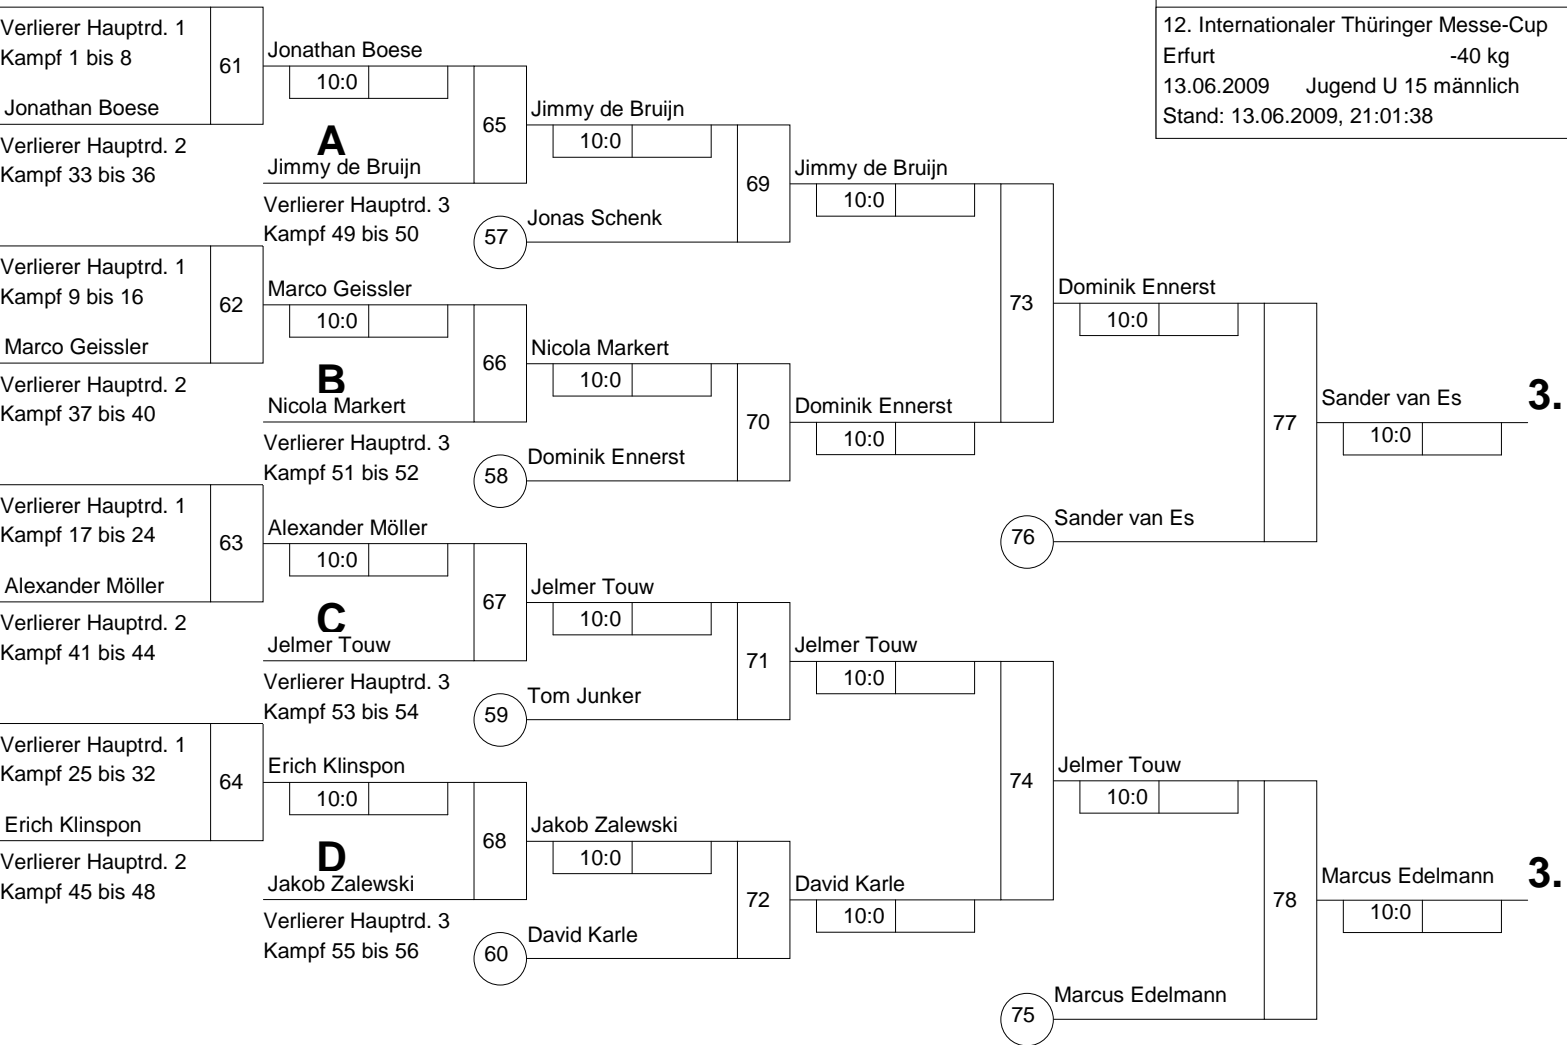 12. Internationaler Thüringer Messe-Cup
Erfurt -40 kg
13.06.2009 Jugend U 15 männlich
Stand: 13.06.2009, 21:01:38
Verlierer Hauptrd. 1
Kampf 1 bis 8
61
Jonathan Boese
Verlierer Hauptrd. 2
Kampf 33 bis 36
Jonathan Boese
10:0
A
65
Jimmy de Bruijn
Verlierer Hauptrd. 3
Kampf 49 bis 50
Jimmy de Bruijn
10:0
69
57
Jonas Schenk
Jimmy de Bruijn
10:0
Verlierer Hauptrd. 1
Kampf 9 bis 16
62
Marco Geissler
Verlierer Hauptrd. 2
Kampf 37 bis 40
Marco Geissler
10:0
B
66
Nicola Markert
Verlierer Hauptrd. 3
Kampf 51 bis 52
Nicola Markert
10:0
70
58
Dominik Ennerst
Dominik Ennerst
10:0
73
Dominik Ennerst
10:0
77
76
Sander van Es
Sander van Es
10:0
3.
Verlierer Hauptrd. 1
Kampf 17 bis 24
63
Alexander Möller
Verlierer Hauptrd. 2
Kampf 41 bis 44
Alexander Möller
10:0
C
67
Jelmer Touw
Verlierer Hauptrd. 3
Kampf 53 bis 54
Jelmer Touw
10:0
71
59
Tom Junker
Jelmer Touw
10:0
Verlierer Hauptrd. 1
Kampf 25 bis 32
64
Erich Klinspon
Verlierer Hauptrd. 2
Kampf 45 bis 48
Erich Klinspon
10:0
D
68
Jakob Zalewski
Verlierer Hauptrd. 3
Kampf 55 bis 56
Jakob Zalewski
10:0
72
60
David Karle
David Karle
10:0
74
Jelmer Touw
10:0
78
75
Marcus Edelmann
Marcus Edelmann
10:0
3.